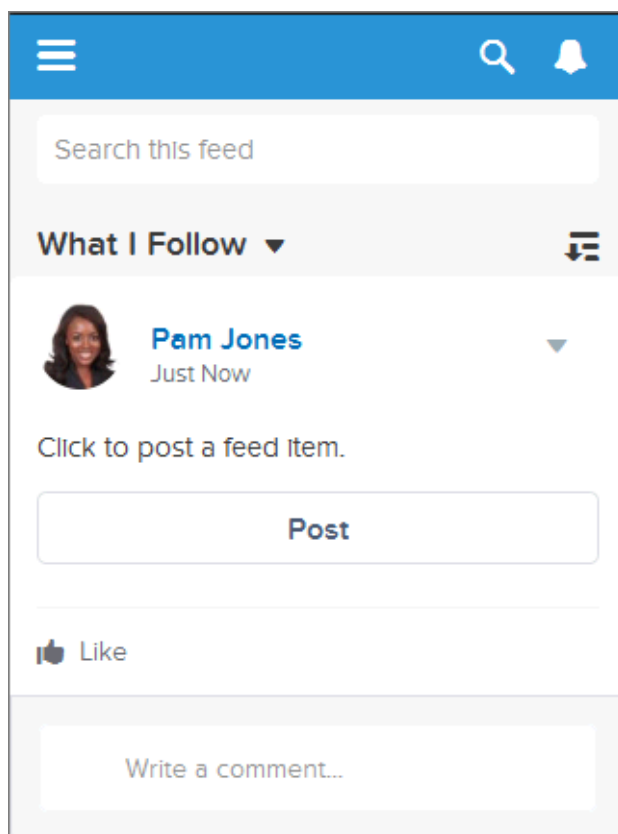 Search this feed
What I Follow
Pam Jones
Just Now
Click to post a feed item.
Post
Like
Write a comment...